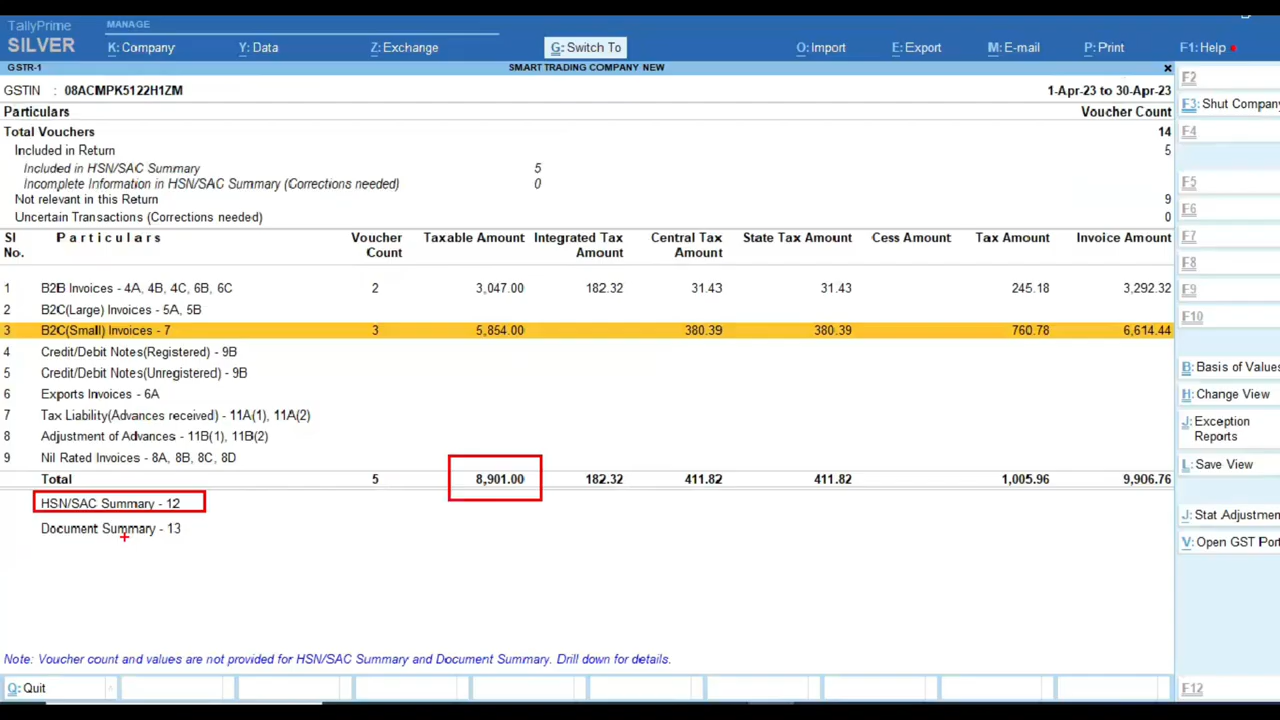 TallyPrime
MANAGE
SILVER
K: Company Y: Data Z: Exchange G: Switch To O: Import E: Export M: E-mail P: Print F1: Help
GSTR-1 SMART TRADING COMPANY NEW x
GSTIN : 08ACMPK5122H1ZM 1-Apr-23 to 30-Apr-23 F2
Particulars Voucher Count F3: Shut Company
Total Vouchers 14 F4
Included in Return 5
Included in HSN/SAC Summary 5
Incomplete Information in HSN/SAC Summary (Corrections needed) 0 F5
Not relevant in this Return 9
Uncertain Transactions (Corrections needed) 0 F6
Sl Particulars Voucher Taxable Amount Integrated Tax Central Tax State Tax Amount Cess Amount Tax Amount Invoice Amount F7
No. Count Amount Amount
F8
1 B2B Invoices - 4A, 4B, 4C, 6B, 6C 2 3,047.00 182.32 31.43 31.43 245.18 3,292.32 F9
2 B2C(Large) Invoices - 5A, 5B F10
3 B2C(Small) Invoices - 7 3 5,854.00 380.39 380.39 760.78 6,614.44
4 Credit/Debit Notes(Registered) - 9B
5 Credit/Debit Notes(Unregistered) - 9B B: Basis of Values
6 Exports Invoices - 6A H: Change View
7 Tax Liability(Advances received) - 11A(1), 11A(2) J: Exception
8 Adjustment of Advances - 11B(1), 11B(2) Reports
9 Nil Rated Invoices - 8A, 8B, 8C, 8D L: Save View
Total 5 8,901.00 182.32 411.82 411.82 1,005.96 9,906.76
HSN/SAC Summary - 12
J: Stat Adjustmen
Document Summary - 13
V: Open GST Port
Note: Voucher count and values are not provided for HSN/SAC Summary and Document Summary. Drill down for details.
Q: Quit F12